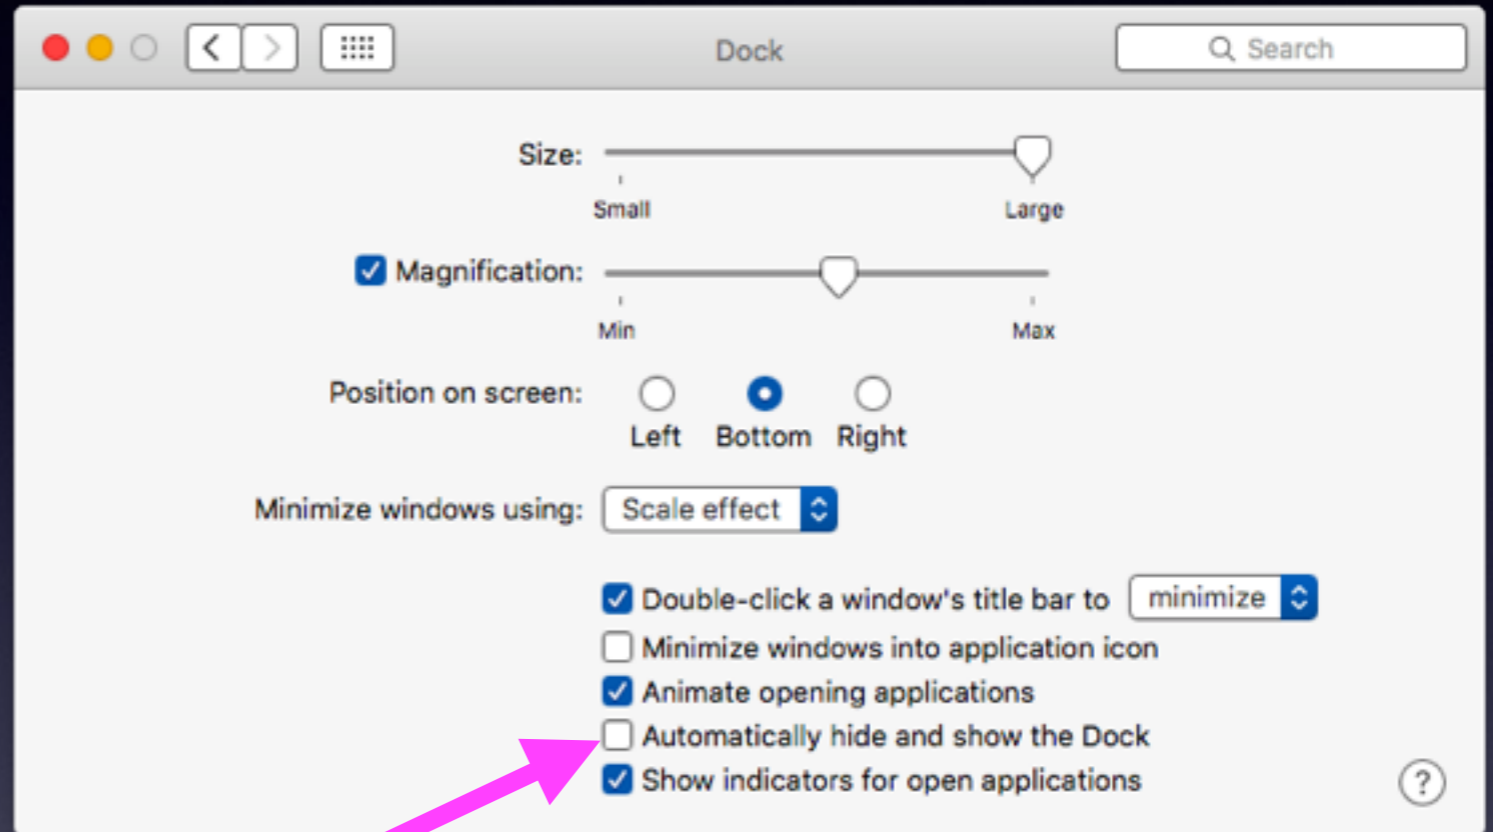 Dock
Search
Size:
Small Large
Magnification:
Min Max
Position on screen:
Left Bottom Right
Minimize windows using: Scale effect
Double-click a window's title bar to minimize
Minimize windows into application icon
Animate opening applications
Automatically hide and show the Dock
Show indicators for open applications
?